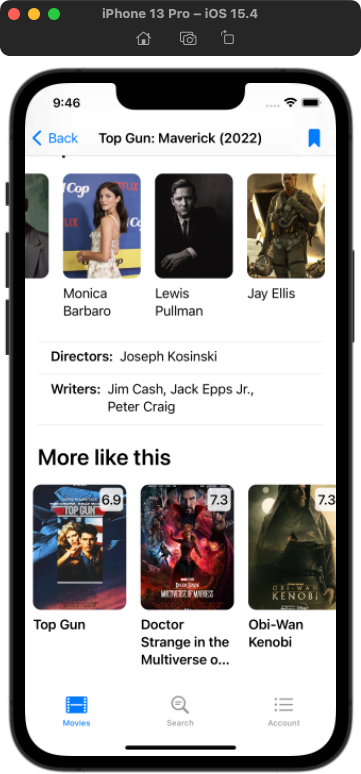 iPhone 13 Pro – iOS 15.4
9:46
Back
Top Gun: Maverick (2022)
Cop
NETFLIX
Monica
Barbaro
Lewis
Pullman
Jay Ellis
Directors: Joseph Kosinski
Writers: Jim Cash, Jack Epps Jr.,
Peter Craig
More like this
6.9
7.3
7.3
TOP GUN
DOCTOR STRANGE
MULTIVERSE OF MADNESS
OBI-WAN
KENOBI
Top Gun
Doctor
Strange in the
Multiverse o...
Obi-Wan
Kenobi
Movies
Search
Account